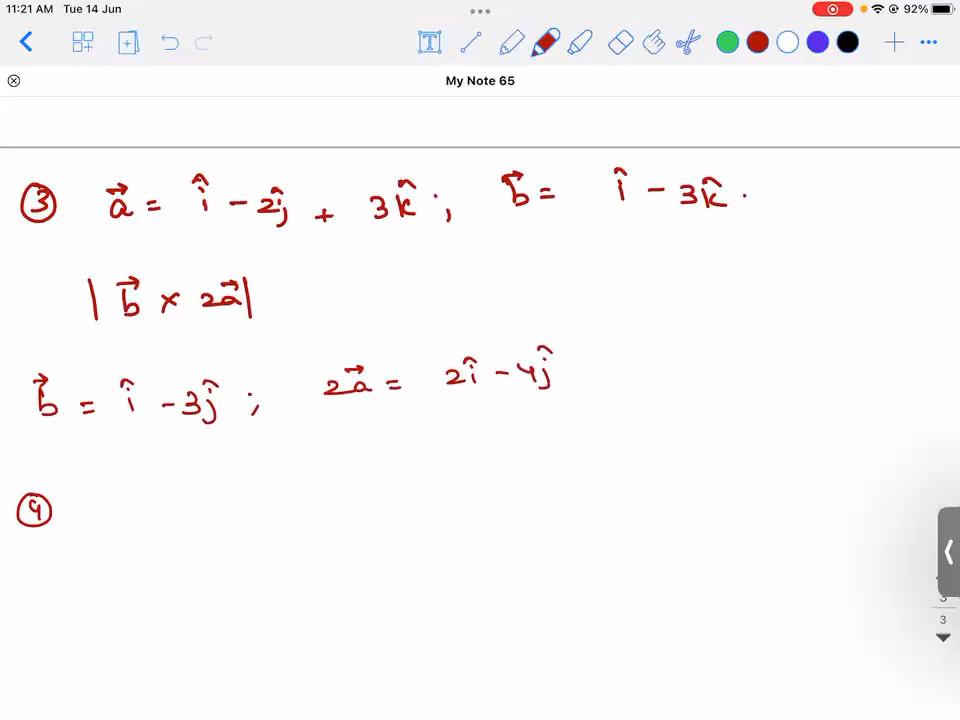 11:21 AM Tue 14 Jun 92%
My Note 65
③ a⃗ = î - 2ĵ + 3k̂ ; b⃗ = î - 3k̂ .
| b⃗ × 2a⃗ |
b⃗ = î - 3ĵ ; 2a⃗ = 2î - 4ĵ
④
3
3